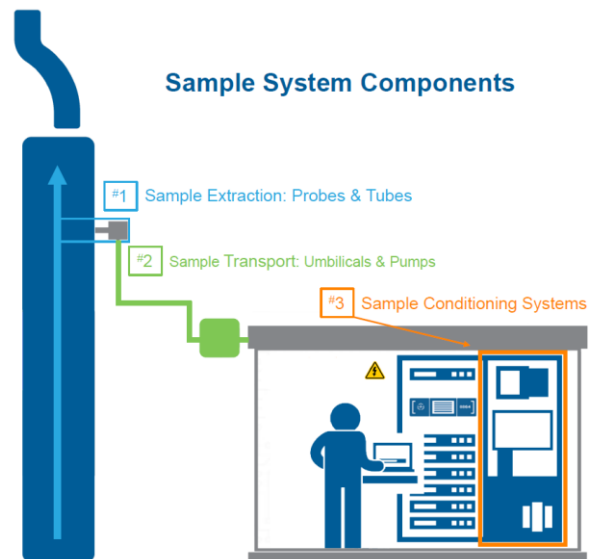 Sample System Components
#1 Sample Extraction: Probes & Tubes
#2 Sample Transport: Umbilicals & Pumps
#3 Sample Conditioning Systems